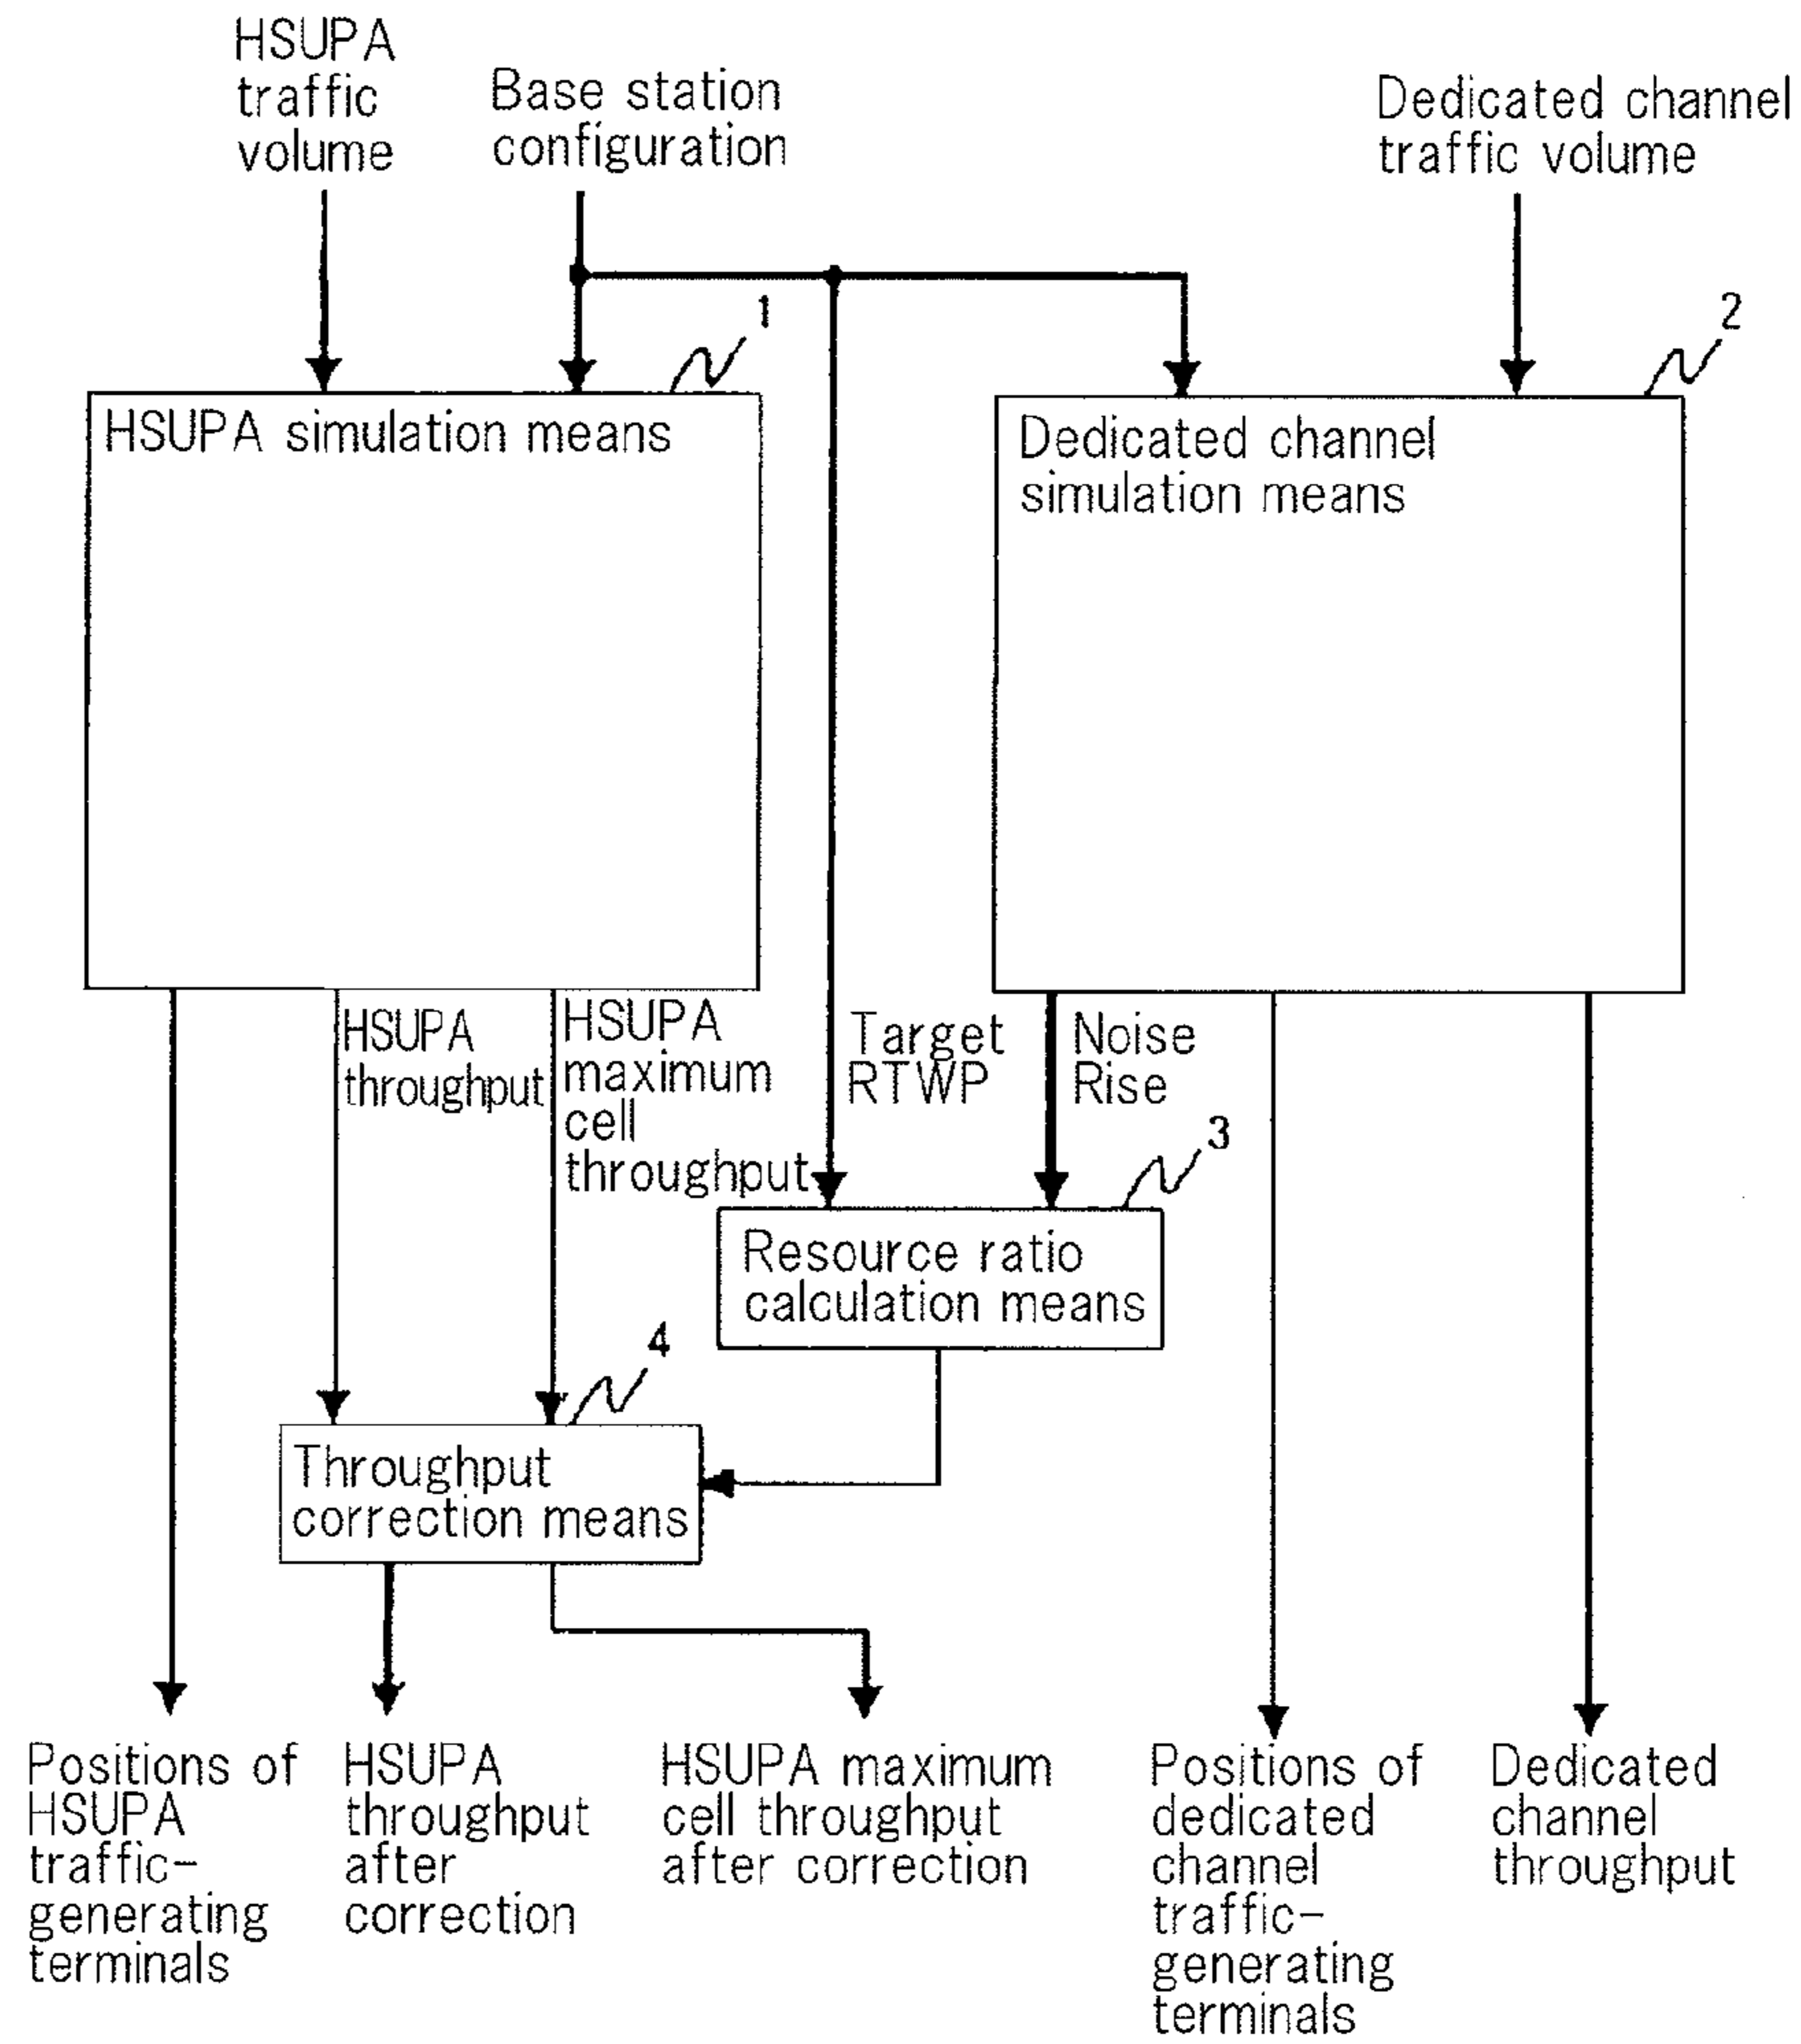 HSUPA
traffic
volume
Base station
configuration
Dedicated channel
traffic volume
1
2
HSUPA simulation means
Dedicated channel
simulation means
HSUPA
throughput
HSUPA
maximum
cell
throughput
Target
RTWP
Noise
Rise
3
Resource ratio
calculation means
4
Throughput
correction means
Positions of
HSUPA
traffic-
generating
terminals
HSUPA
throughput
after
correction
HSUPA maximum
cell throughput
after correction
Positions of
dedicated
channel
traffic-
generating
terminals
Dedicated
channel
throughput